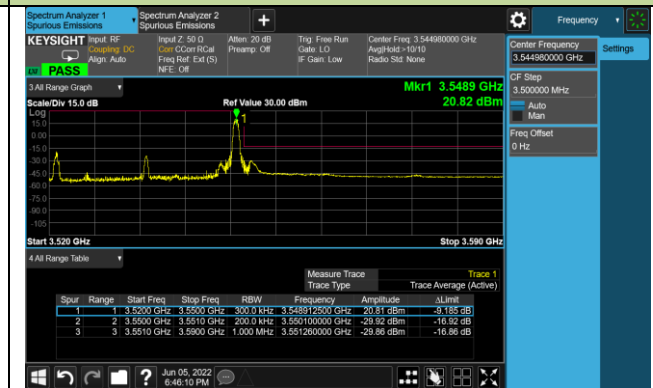 Spectrum Analyzer 1
Spurious Emissions
Spectrum Analyzer 2
Spurious Emissions
Frequency
KEYSIGHT
Input: RF
Coupling: DC
Align: Auto
Input Z: 50 Ω
Corr CCorr RCal
Freq Ref: Ext (S)
NFE: Off
Atten: 20 dB
Preamp: Off
Trig: Free Run
Gate: LO
IF Gain: Low
Center Freq: 3.544980000 GHz
Avg|Hold:>10/10
Radio Std: None
PASS
Center Frequency
3.544980000 GHz
Settings
CF Step
3.500000 MHz
Auto
Man
Freq Offset
0 Hz
3 All Range Graph
Mkr1 3.5489 GHz
20.82 dBm
Scale/Div 15.0 dB
Ref Value 30.00 dBm
Log
15.0
0.00
-15.0
-30.0
-45.0
-60.0
-75.0
-90.0
-105
1
Start 3.520 GHz
Stop 3.590 GHz
4 All Range Table
Measure Trace Trace 1
Trace Type Trace Average (Active)
Spur Range Start Freq Stop Freq RBW Frequency Amplitude ΔLimit
1 1 3.5200 GHz 3.5500 GHz 300.0 kHz 3.548912500 GHz 20.81 dBm -9.185 dB
2 2 3.5500 GHz 3.5510 GHz 200.0 kHz 3.550100000 GHz -29.92 dBm -16.92 dB
3 3 3.5510 GHz 3.5900 GHz 1.000 MHz 3.551260000 GHz -29.86 dBm -16.86 dB
Jun 05, 2022
6:46:10 PM